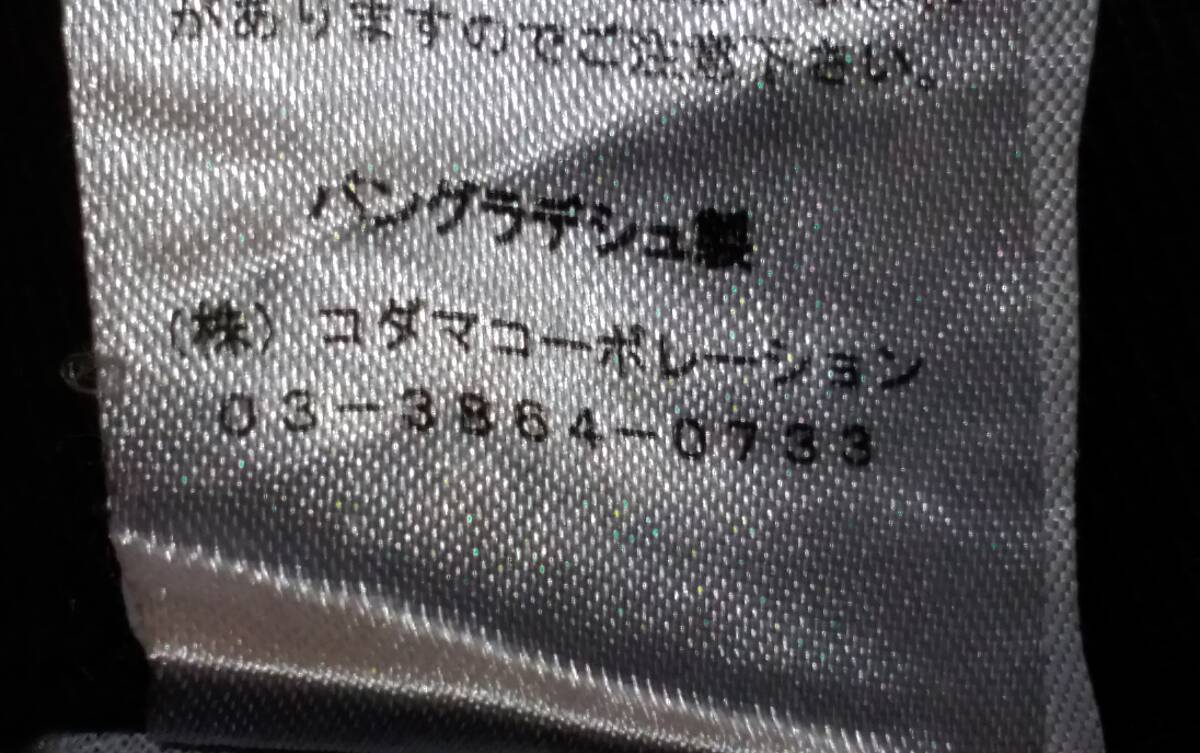 がありますのでご注意下さい。
バングラデシュ製
（株） コダマコーポレーション
03-3864-0733